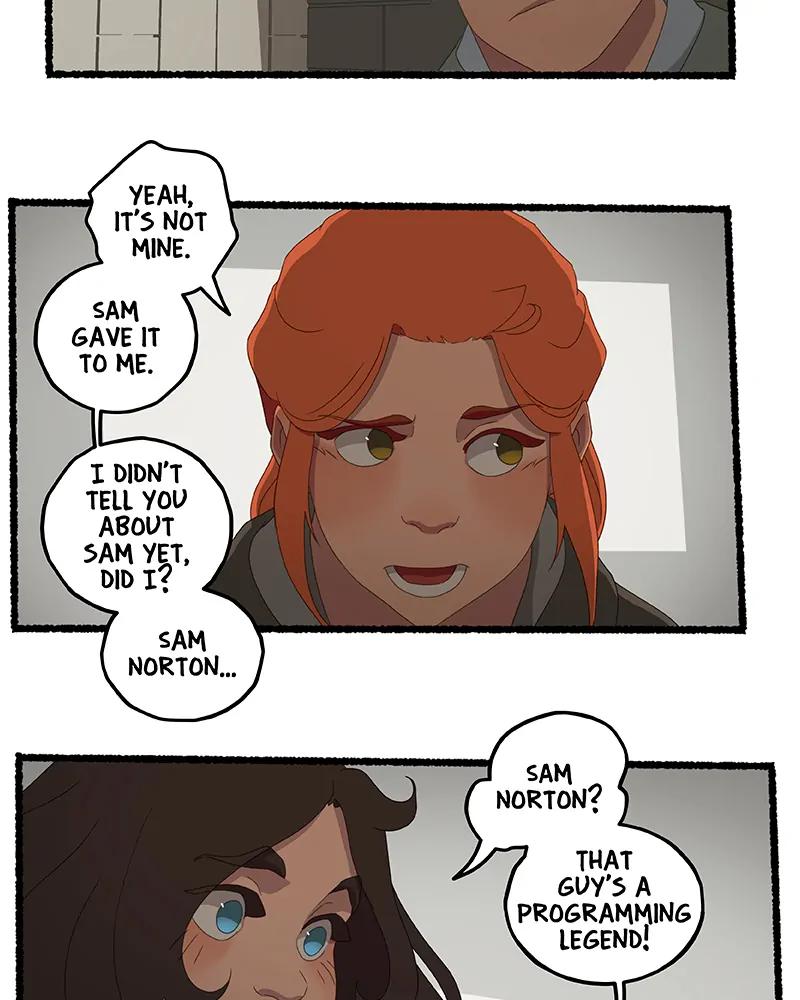 YEAH,
IT'S NOT
MINE.
SAM
GAVE IT
TO ME.
I DIDN'T
TELL YOU
ABOUT
SAM YET,
DID I?
SAM
NORTON...
SAM
NORTON?
THAT
GUY'S A
PROGRAMMING
LEGEND!